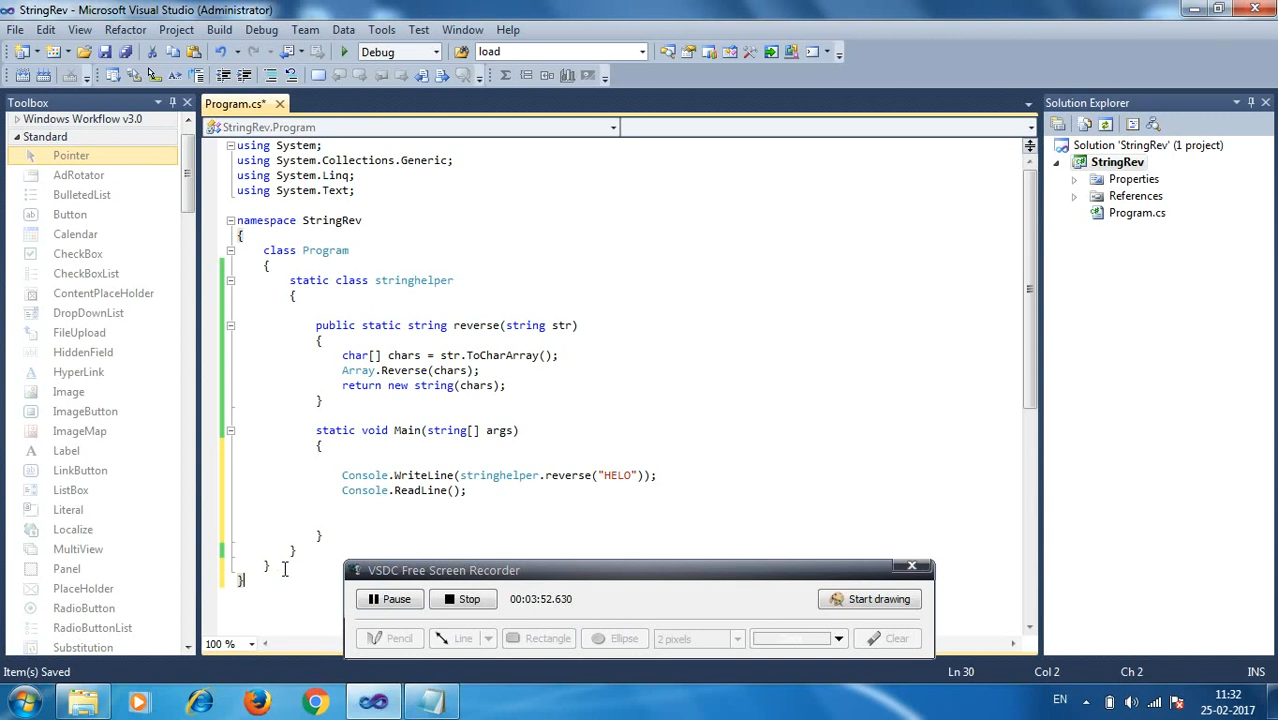 StringRev - Microsoft Visual Studio (Administrator)
File Edit View Refactor Project Build Debug Team Data Tools Test Window Help
Debug load
Toolbox
Windows Workflow v3.0
Standard
Pointer
AdRotator
BulletedList
Button
Calendar
CheckBox
CheckBoxList
ContentPlaceHolder
DropDownList
FileUpload
HiddenField
HyperLink
Image
ImageButton
ImageMap
Label
LinkButton
ListBox
Literal
Localize
MultiView
Panel
PlaceHolder
RadioButton
RadioButtonList
Substitution
Program.cs*
StringRev.Program
using System;
using System.Collections.Generic;
using System.Linq;
using System.Text;
namespace StringRev
{
class Program
{
static class stringhelper
{
public static string reverse(string str)
{
char[] chars = str.ToCharArray();
Array.Reverse(chars);
return new string(chars);
}
static void Main(string[] args)
{
Console.WriteLine(stringhelper.reverse("HELO"));
Console.ReadLine();
}
}
}
}
100 %
Solution Explorer
Solution 'StringRev' (1 project)
StringRev
Properties
References
Program.cs
VSDC Free Screen Recorder
Pause Stop 00:03:52.630 Start drawing
Pencil Line Rectangle Ellipse 2 pixels Clear
Item(s) Saved Ln 30 Col 2 Ch 2 INS
EN 11:32
25-02-2017